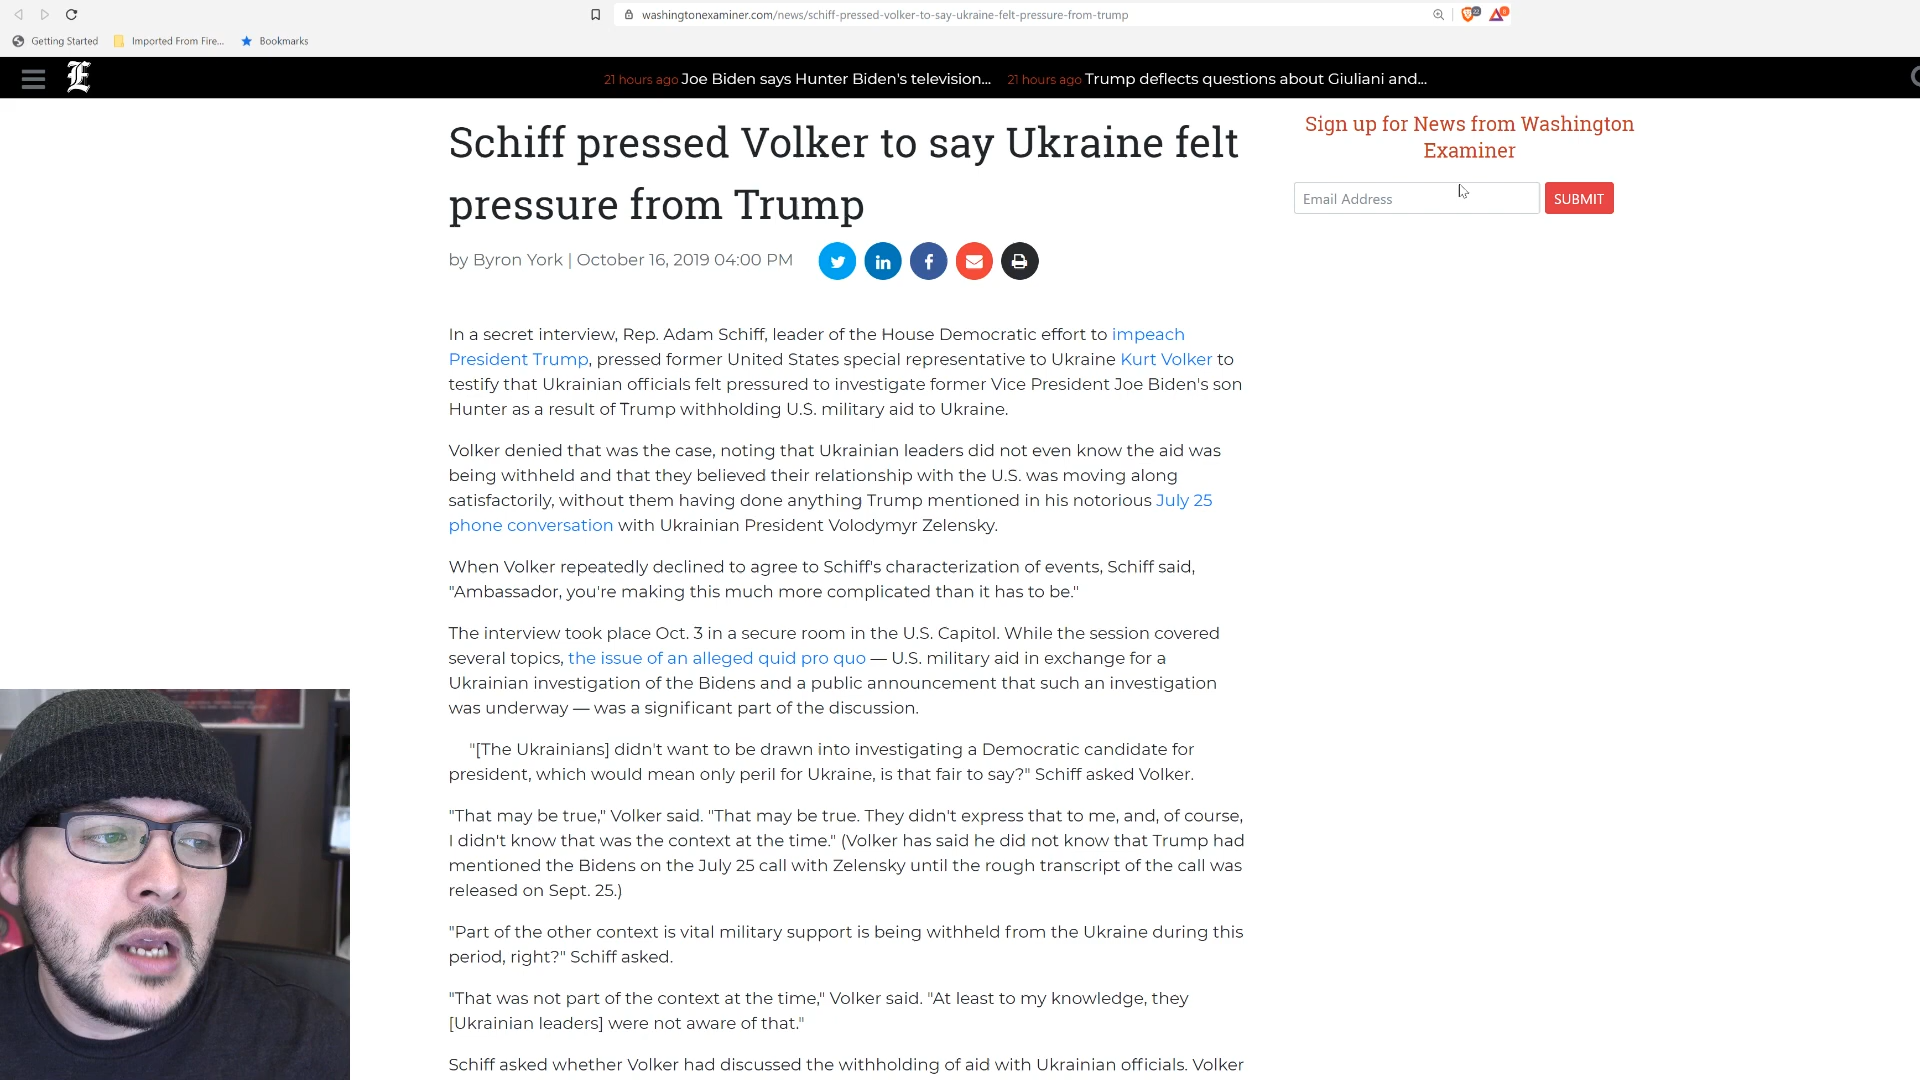 washingtonexaminer.com/news/schiff-pressed-volker-to-say-ukraine-felt-pressure-from-trump
Getting Started
Imported From Fire...
Bookmarks
E
21 hours ago Joe Biden says Hunter Biden's television...
21 hours ago Trump deflects questions about Giuliani and...
Schiff pressed Volker to say Ukraine felt
pressure from Trump
by Byron York | October 16, 2019 04:00 PM
Sign up for News from Washington
Examiner
Email Address
SUBMIT
In a secret interview, Rep. Adam Schiff, leader of the House Democratic effort to impeach
President Trump, pressed former United States special representative to Ukraine Kurt Volker to
testify that Ukrainian officials felt pressured to investigate former Vice President Joe Biden's son
Hunter as a result of Trump withholding U.S. military aid to Ukraine.
Volker denied that was the case, noting that Ukrainian leaders did not even know the aid was
being withheld and that they believed their relationship with the U.S. was moving along
satisfactorily, without them having done anything Trump mentioned in his notorious July 25
phone conversation with Ukrainian President Volodymyr Zelensky.
When Volker repeatedly declined to agree to Schiff's characterization of events, Schiff said,
"Ambassador, you're making this much more complicated than it has to be."
The interview took place Oct. 3 in a secure room in the U.S. Capitol. While the session covered
several topics, the issue of an alleged quid pro quo — U.S. military aid in exchange for a
Ukrainian investigation of the Bidens and a public announcement that such an investigation
was underway — was a significant part of the discussion.
"[The Ukrainians] didn't want to be drawn into investigating a Democratic candidate for
president, which would mean only peril for Ukraine, is that fair to say?" Schiff asked Volker.
"That may be true," Volker said. "That may be true. They didn't express that to me, and, of course,
I didn't know that was the context at the time." (Volker has said he did not know that Trump had
mentioned the Bidens on the July 25 call with Zelensky until the rough transcript of the call was
released on Sept. 25.)
"Part of the other context is vital military support is being withheld from the Ukraine during this
period, right?" Schiff asked.
"That was not part of the context at the time," Volker said. "At least to my knowledge, they
[Ukrainian leaders] were not aware of that."
Schiff asked whether Volker had discussed the withholding of aid with Ukrainian officials. Volker